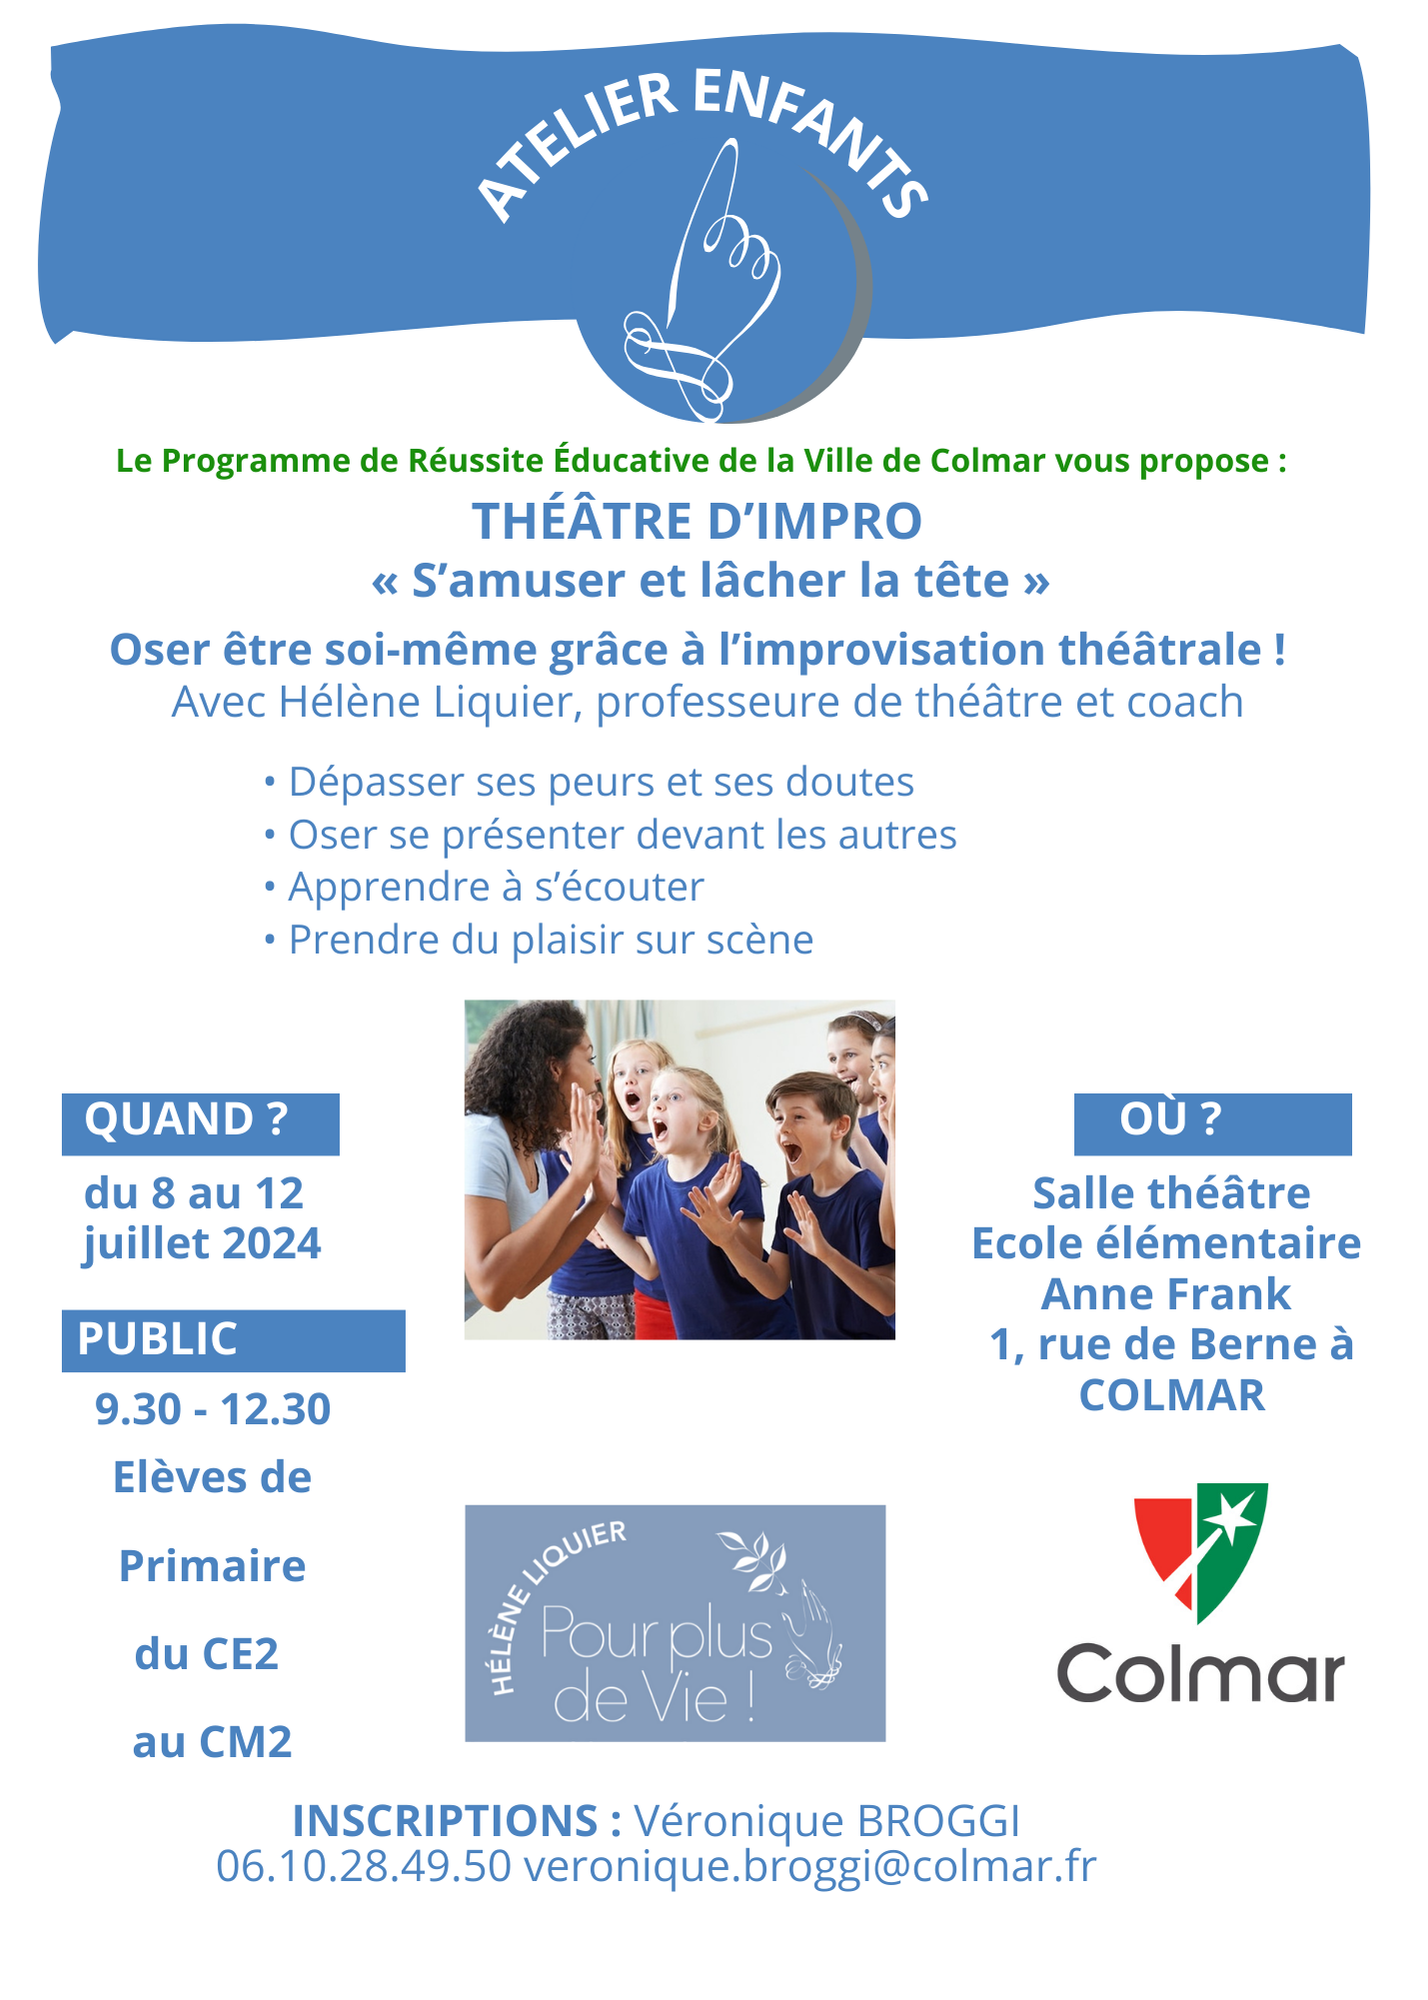 ATELIER ENFANTS
Le Programme de Réussite Éducative de la Ville de Colmar vous propose :
THÉÂTRE D’IMPRO
« S’amuser et lâcher la tête »
Oser être soi-même grâce à l’improvisation théâtrale !
Avec Hélène Liquier, professeure de théâtre et coach
• Dépasser ses peurs et ses doutes
• Oser se présenter devant les autres
• Apprendre à s’écouter
• Prendre du plaisir sur scène
QUAND ?
du 8 au 12
juillet 2024
PUBLIC
9.30 - 12.30
Elèves de
Primaire
du CE2
au CM2
OÙ ?
Salle théâtre
Ecole élémentaire
Anne Frank
1, rue de Berne à
COLMAR
HÉLÈNE LIQUIER
Pour plus
de Vie !
Colmar
INSCRIPTIONS : Véronique BROGGI
06.10.28.49.50 veronique.broggi@colmar.fr